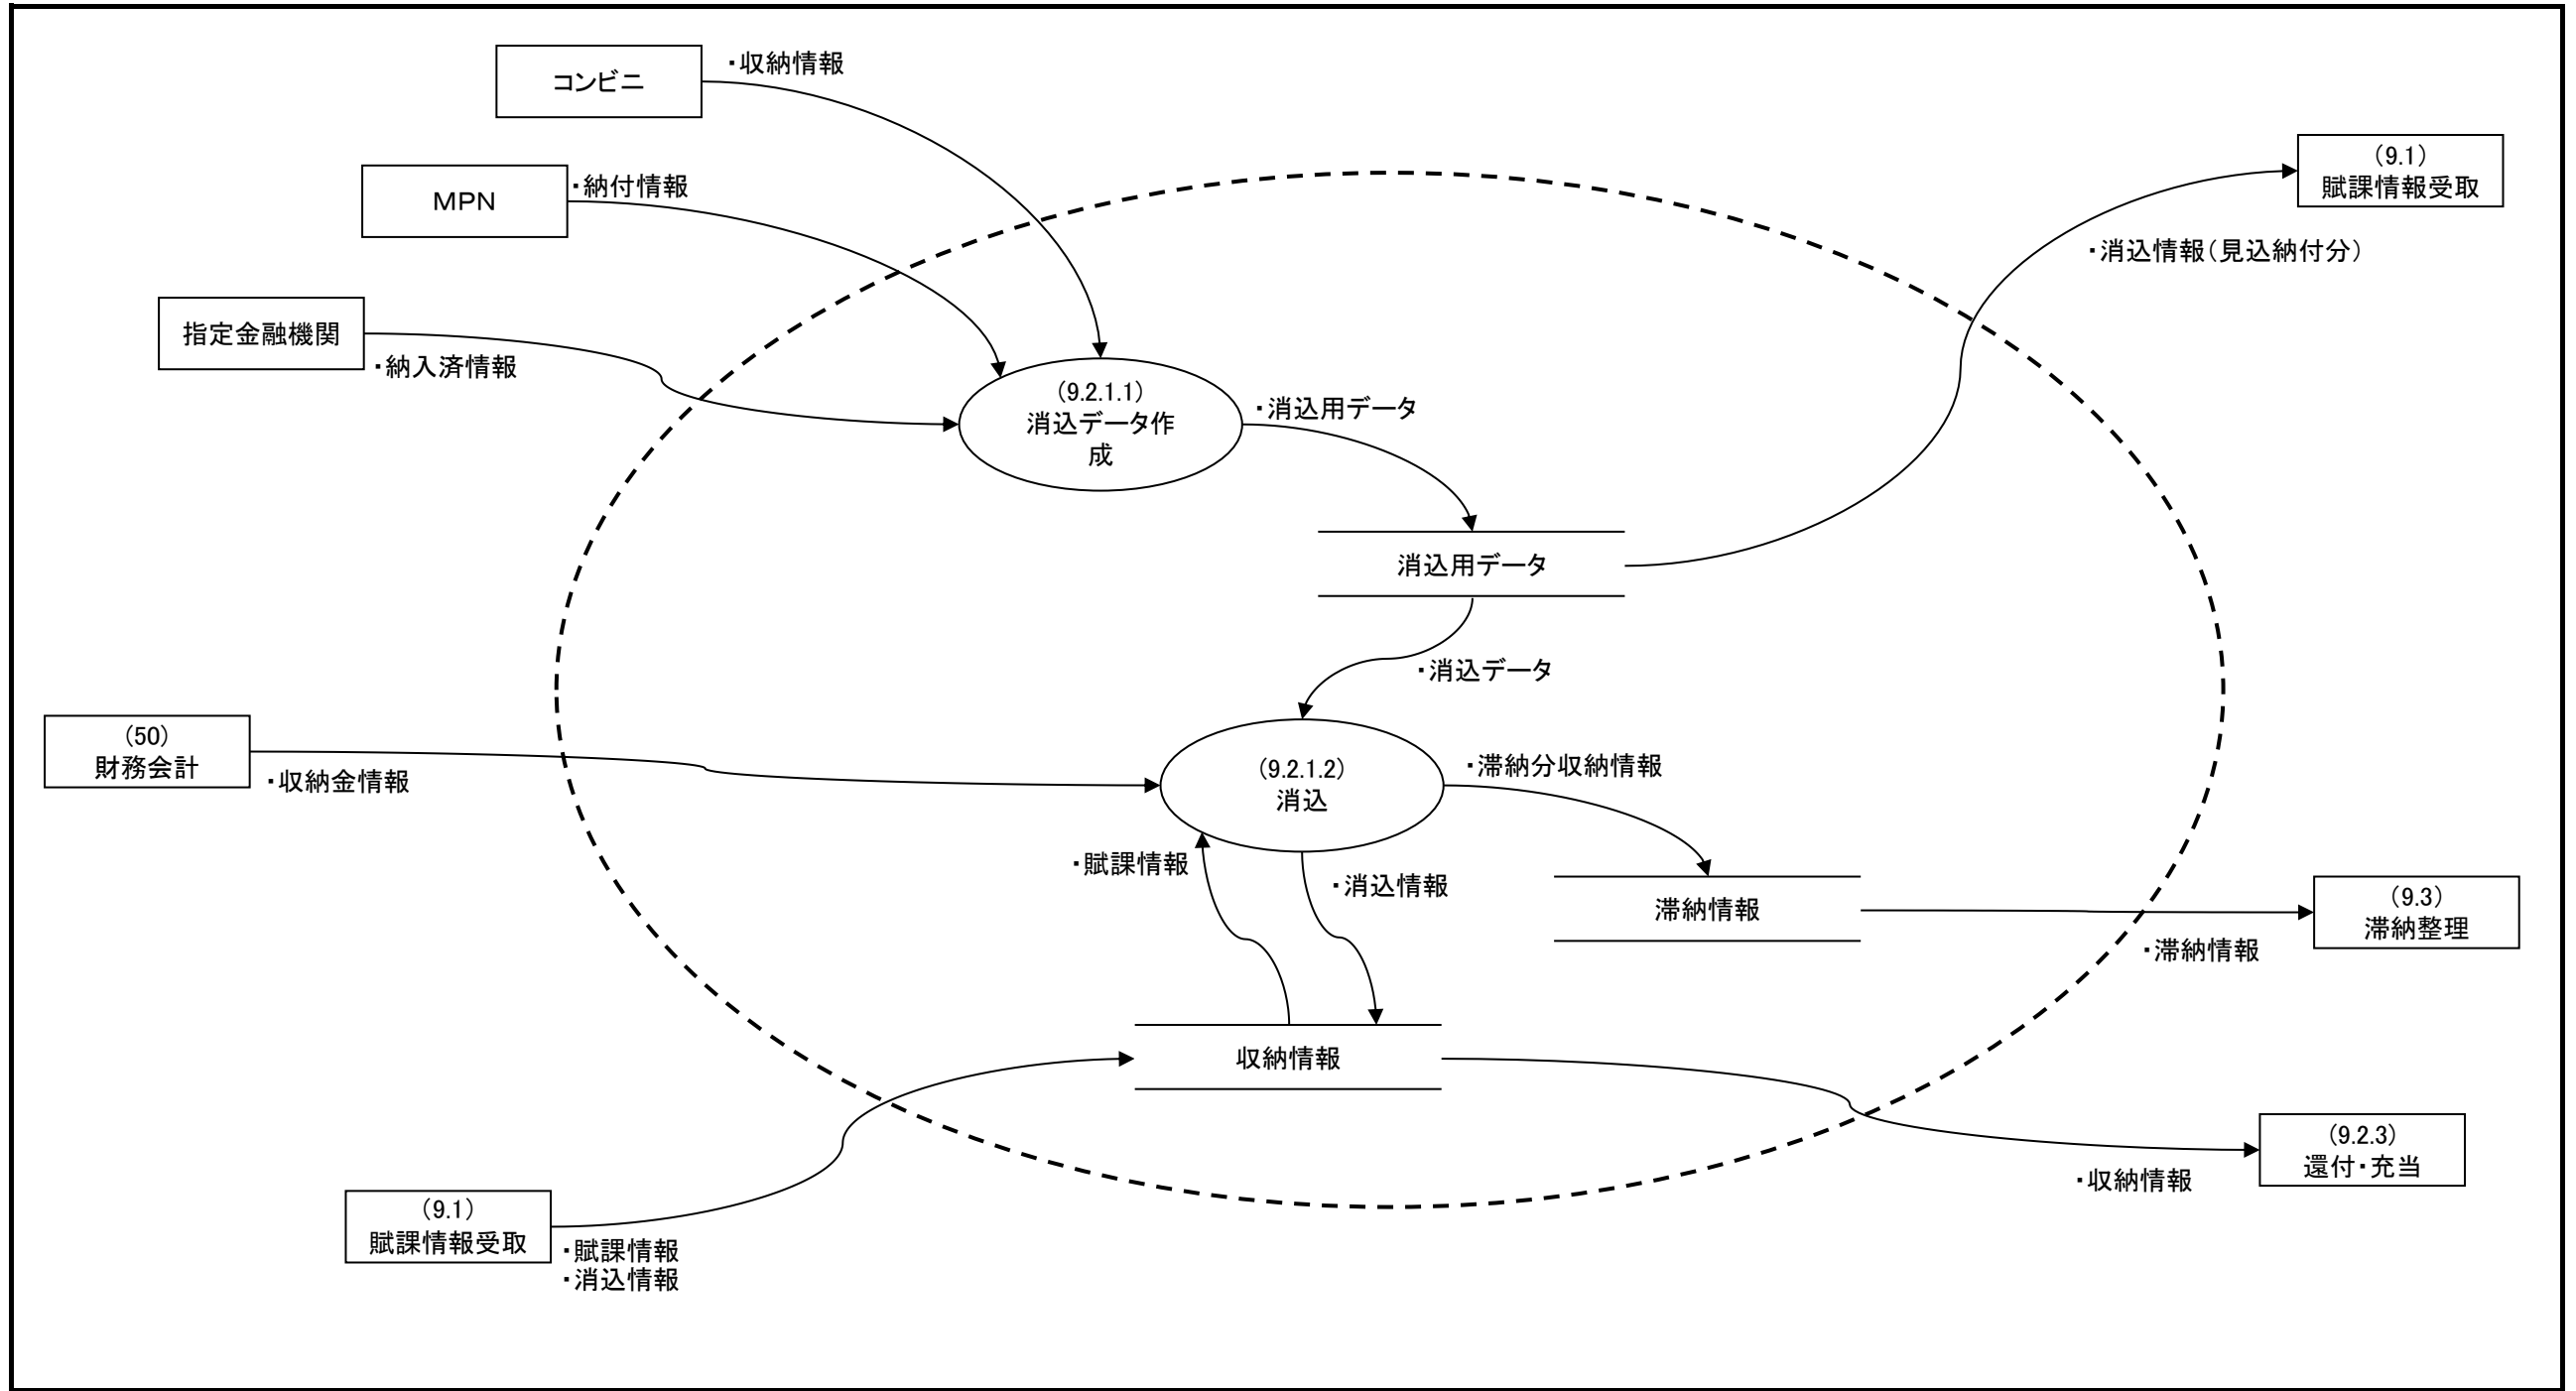 コンビニ
・収納情報
MPN
・納付情報
(9.1)
賦課情報受取
・消込情報(見込納付分)
指定金融機関
・納入済情報
(9.2.1.1)
消込データ作
成
・消込用データ
消込用データ
・消込データ
(50)
財務会計
・収納金情報
(9.2.1.2)
消込
・滞納分収納情報
・賦課情報
・消込情報
滞納情報
(9.3)
滞納整理
・滞納情報
収納情報
(9.2.3)
還付・充当
・収納情報
(9.1)
賦課情報受取
・賦課情報
・消込情報